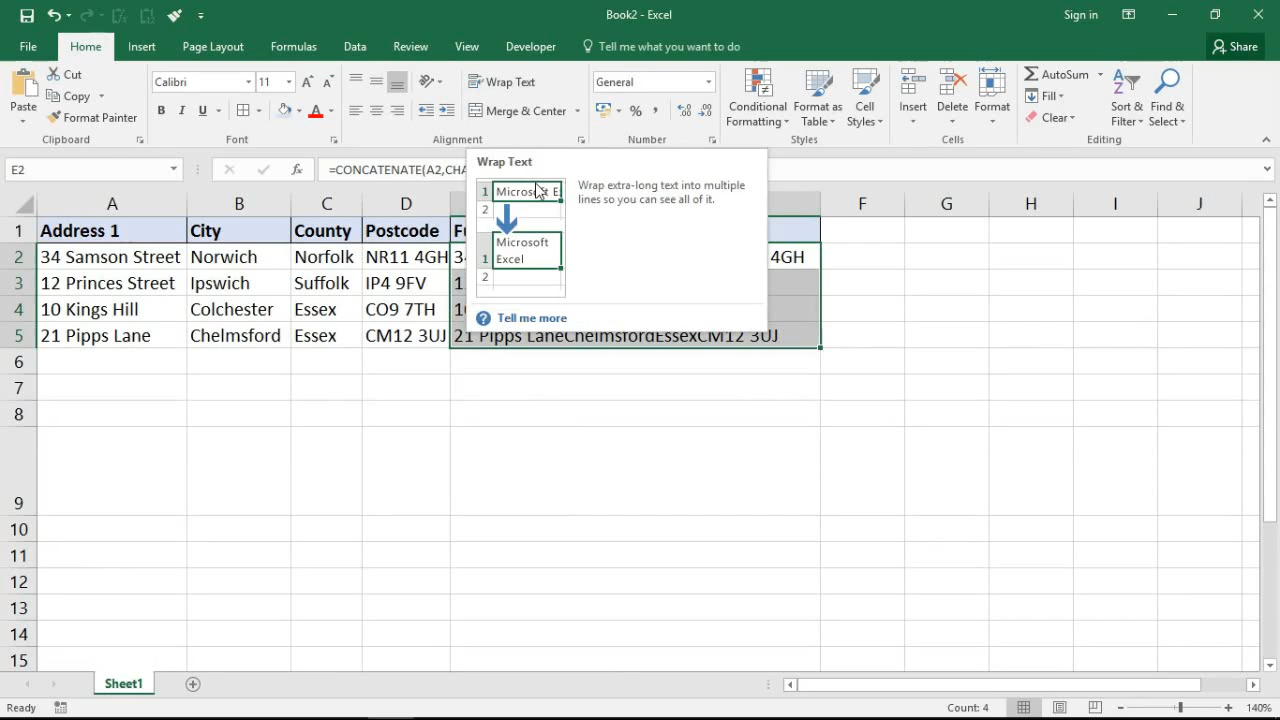 Book2 - Excel
Sign in
File Home Insert Page Layout Formulas Data Review View Developer Tell me what you want to do Share
Paste
Cut
Copy
Format Painter
Clipboard
Calibri 11
B I U
Font
Wrap Text
Merge & Center
Alignment
General
%
Number
Conditional Formatting
Format as Table
Cell Styles
Styles
Insert Delete Format
Cells
AutoSum
Fill
Clear
Sort & Filter
Find & Select
Editing
E2 fx =CONCATENATE(A2,CHA
Wrap Text
1 Microsoft E
2
Microsoft
1 Excel
2
Wrap extra-long text into multiple
lines so you can see all of it.
Tell me more
A B C D F G H I J
1 Address 1 City County Postcode
2 34 Samson Street Norwich Norfolk NR11 4GH 4GH
3 12 Princes Street Ipswich Suffolk IP4 9FV
4 10 Kings Hill Colchester Essex CO9 7TH
5 21 Pipps Lane Chelmsford Essex CM12 3UJ 21 Pipps LaneChelmsfordEssexCM12 3UJ
6
7
8
9
10
11
12
13
14
15
Sheet1
Ready
Count: 4
140%